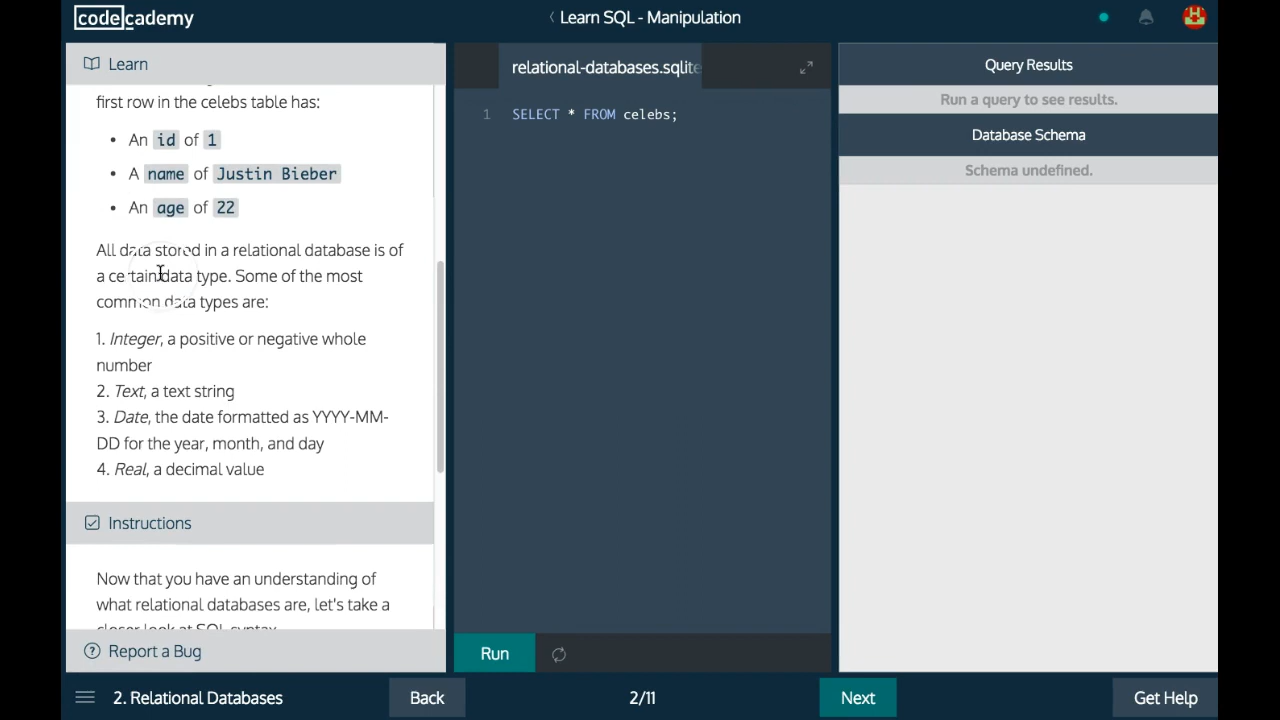 codecademy
Learn SQL - Manipulation
Learn
first row in the celebs table has:
• An id of 1
• A name of Justin Bieber
• An age of 22
All data stored in a relational database is of
a certain data type. Some of the most
common data types are:
1. Integer, a positive or negative whole
number
2. Text, a text string
3. Date, the date formatted as YYYY-MM-
DD for the year, month, and day
4. Real, a decimal value
Instructions
Now that you have an understanding of
what relational databases are, let's take a
closer look at SQL syntax
Report a Bug
relational-databases.sqlite
1 SELECT * FROM celebs;
Run
Query Results
Run a query to see results.
Database Schema
Schema undefined.
2. Relational Databases
Back
2/11
Next
Get Help